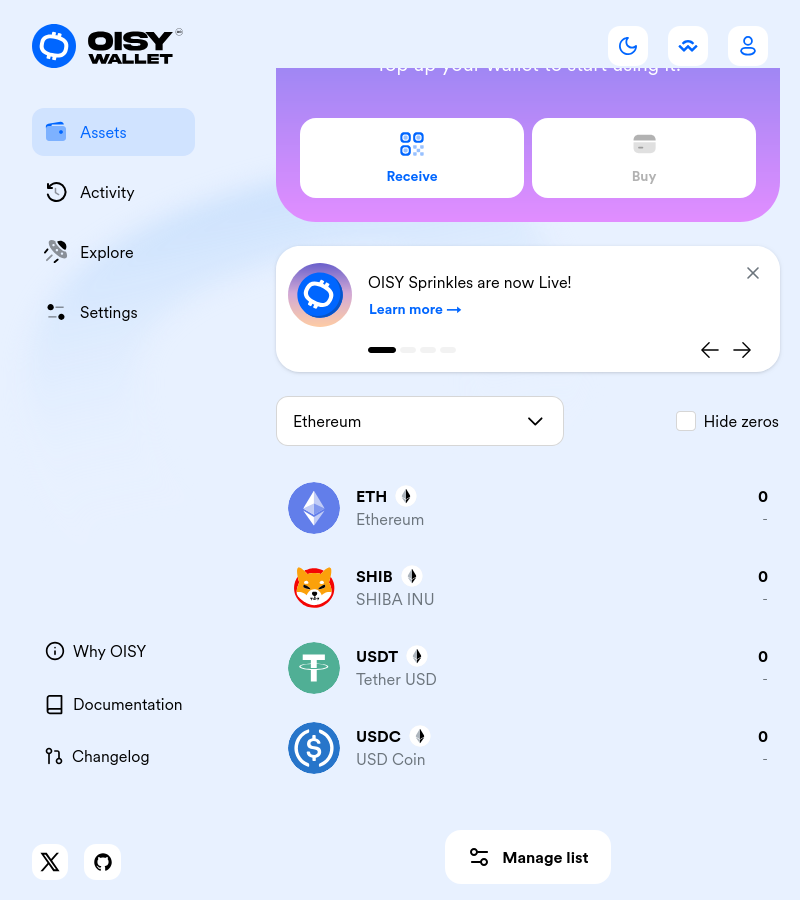 OISY
WALLET
Assets
Activity
Explore
Settings
Why OISY
Documentation
Changelog
Top up your wallet to start using it!
Receive
Buy
OISY Sprinkles are now Live!
Learn more →
Ethereum
Hide zeros
ETH
0
Ethereum
-
SHIB
0
SHIBA INU
-
USDT
0
Tether USD
-
USDC
0
USD Coin
-
Manage list